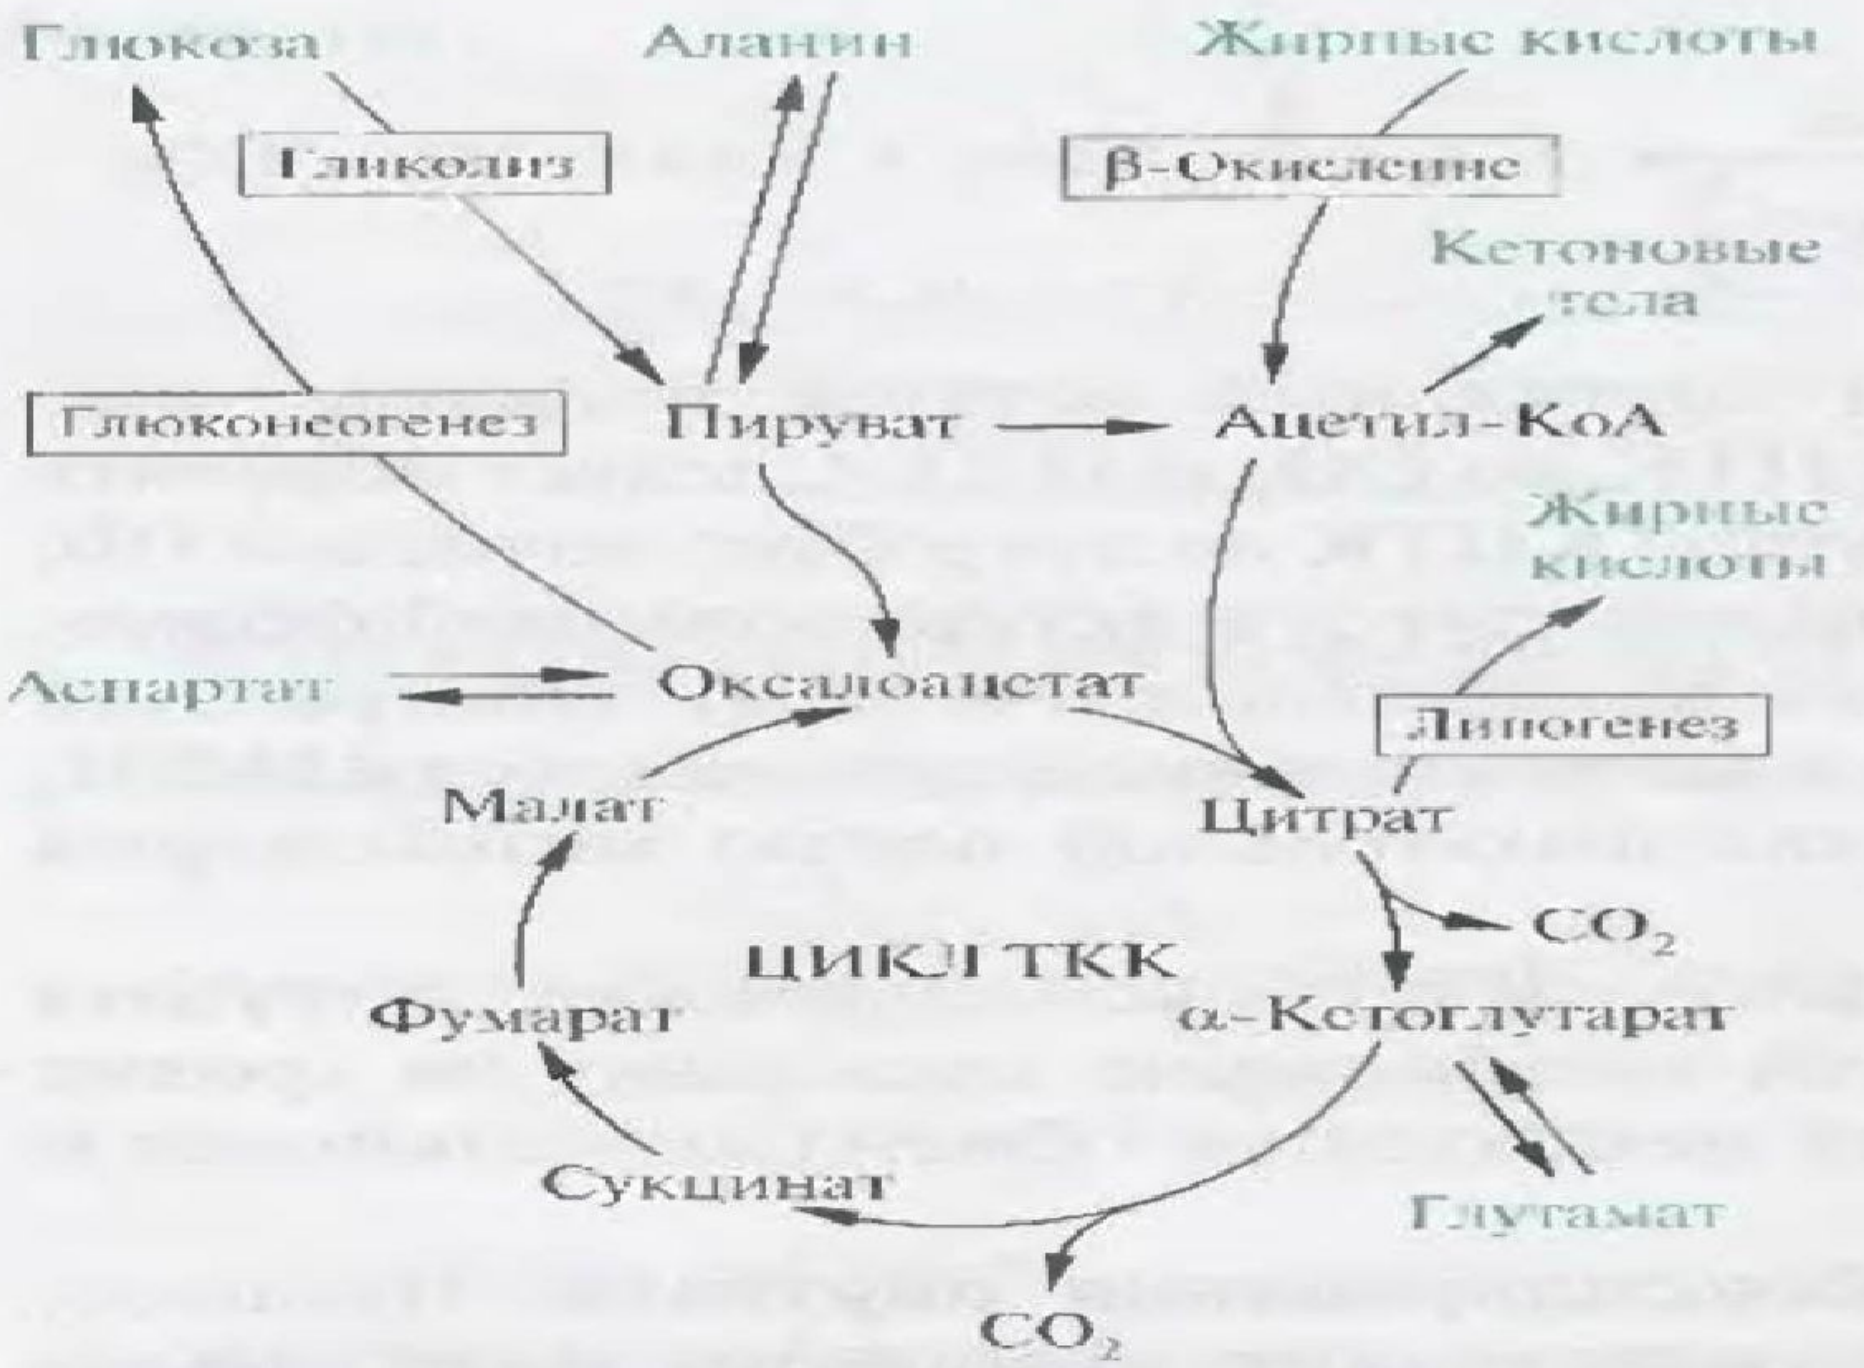 Глюкоза
Аланин
Жирные кислоты
Гликолиз
β-Окисление
Кетоновые
тела
Глюконеогенез
Пируват
Ацетил-КоА
Жирные
кислоты
Аспартат
Оксалоацетат
Липогенез
Малат
Цитрат
CO₂
ЦИКЛ ТКК
Фумарат
α-Кетоглутарат
Сукцинат
Глутамат
CO₂